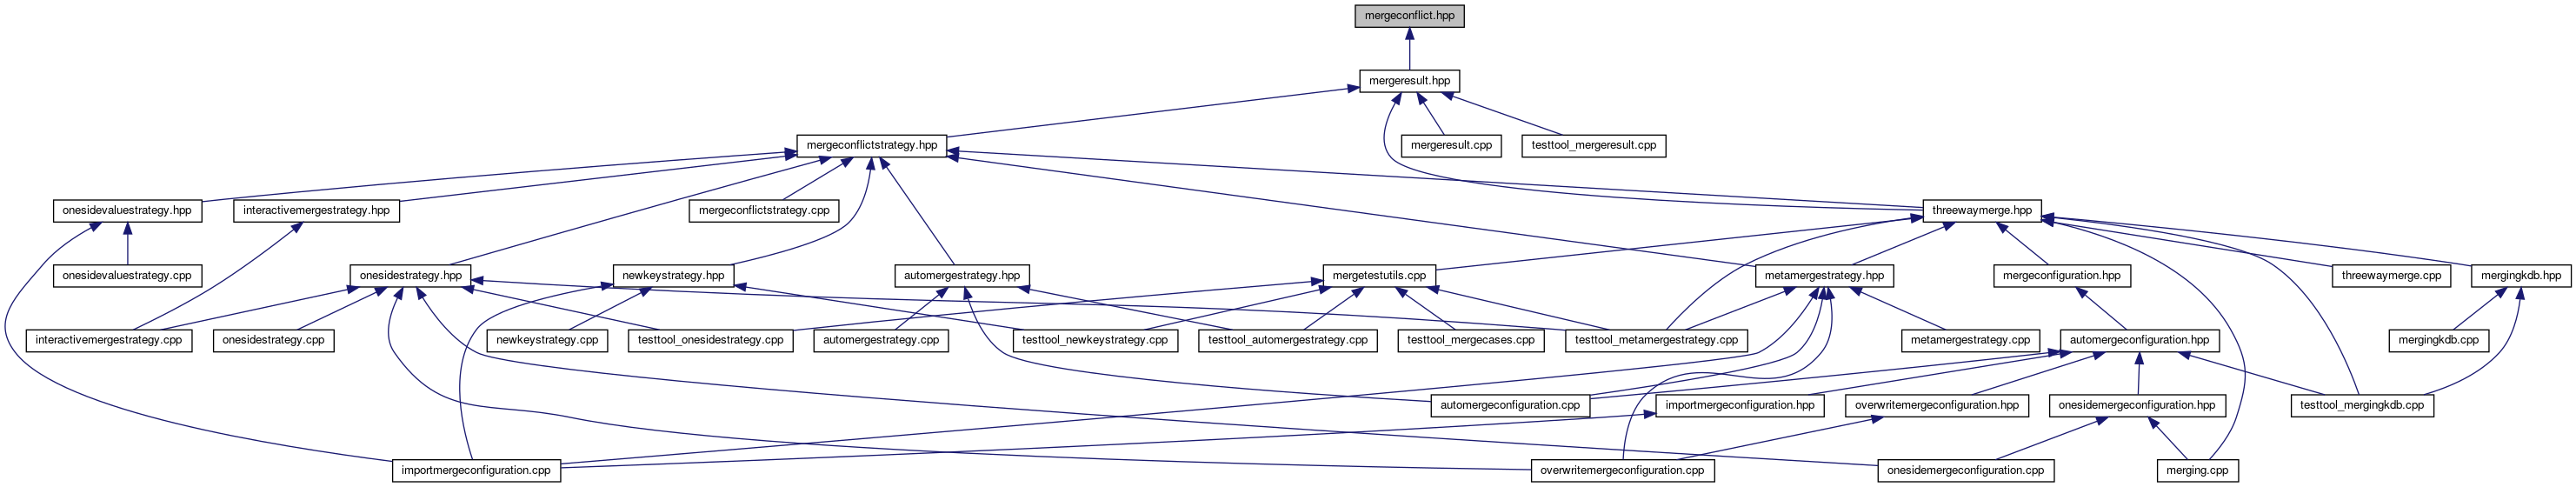 mergeconflict.hpp
mergeresult.hpp
mergeconflictstrategy.hpp
mergeresult.cpp
testtool_mergeresult.cpp
onesidevaluestrategy.hpp
interactivemergestrategy.hpp
mergeconflictstrategy.cpp
threewaymerge.hpp
onesidevaluestrategy.cpp
onesidestrategy.hpp
newkeystrategy.hpp
automergestrategy.hpp
mergetestutils.cpp
metamergestrategy.hpp
mergeconfiguration.hpp
threewaymerge.cpp
mergingkdb.hpp
interactivemergestrategy.cpp
onesidestrategy.cpp
newkeystrategy.cpp
testtool_onesidestrategy.cpp
automergestrategy.cpp
testtool_newkeystrategy.cpp
testtool_automergestrategy.cpp
testtool_mergecases.cpp
testtool_metamergestrategy.cpp
metamergestrategy.cpp
automergeconfiguration.hpp
mergingkdb.cpp
automergeconfiguration.cpp
importmergeconfiguration.hpp
overwritemergeconfiguration.hpp
onesidemergeconfiguration.hpp
testtool_mergingkdb.cpp
importmergeconfiguration.cpp
overwritemergeconfiguration.cpp
onesidemergeconfiguration.cpp
merging.cpp